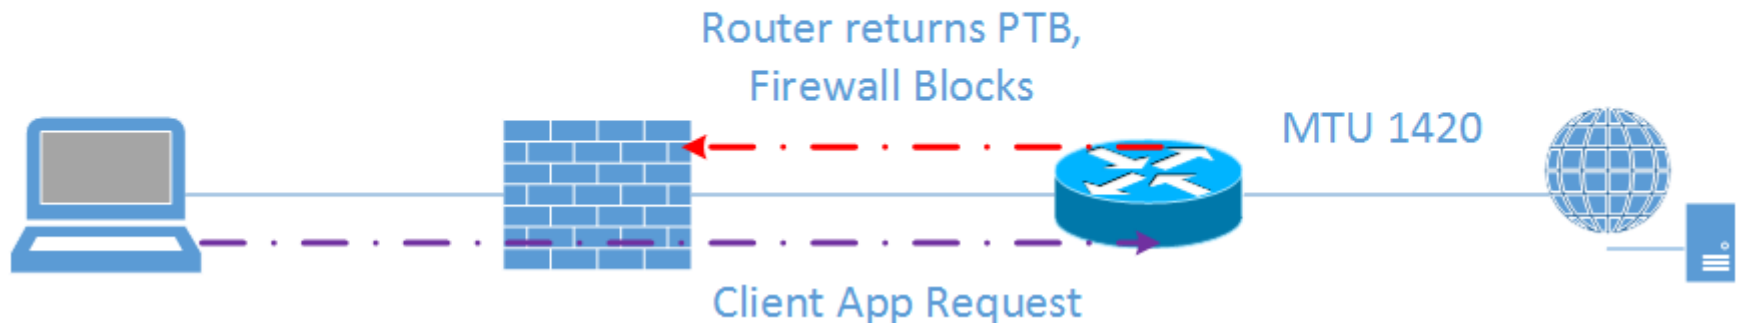 Router returns PTB,
Firewall Blocks
MTU 1420
Client App Request